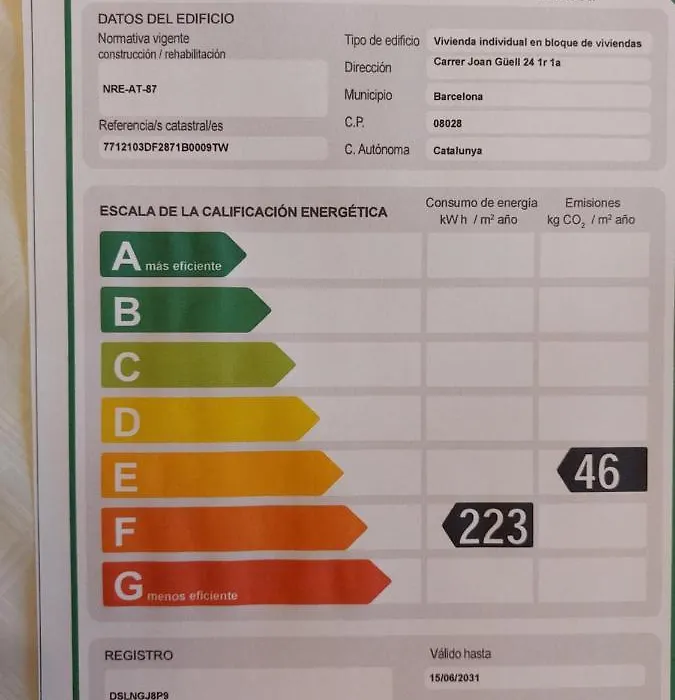 DATOS DEL EDIFICIO
Normativa vigente
construcción / rehabilitación
NRE-AT-87
Referencia/s catastral/es
7712103DF2871B0009TW
Tipo de edificio Vivienda individual en bloque de viviendas
Dirección Carrer Joan Güell 24 1r 1a
Municipio Barcelona
C.P. 08028
C. Autónoma Catalunya
ESCALA DE LA CALIFICACIÓN ENERGÉTICA
Consumo de energía
kW h / m² año
Emisiones
kg CO₂ / m² año
A más eficiente
B
C
D
E 46
F 223
G menos eficiente
REGISTRO
DSLNGJ8P9
Válido hasta
15/06/2031